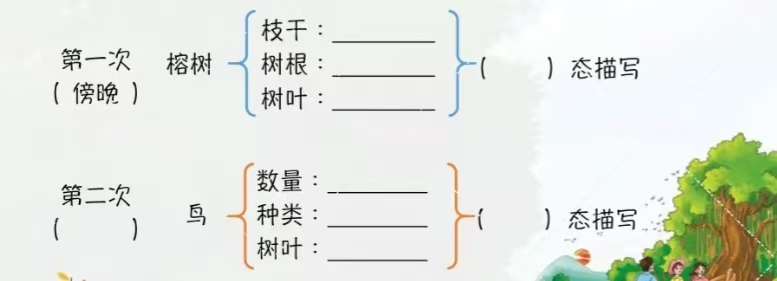 枝干：________
第一次 榕树 树根：________ ( ) 态描写
( 傍晚 ) 树叶：________
数量：________
第二次 鸟 种类：________ ( ) 态描写
( ) 树叶：________